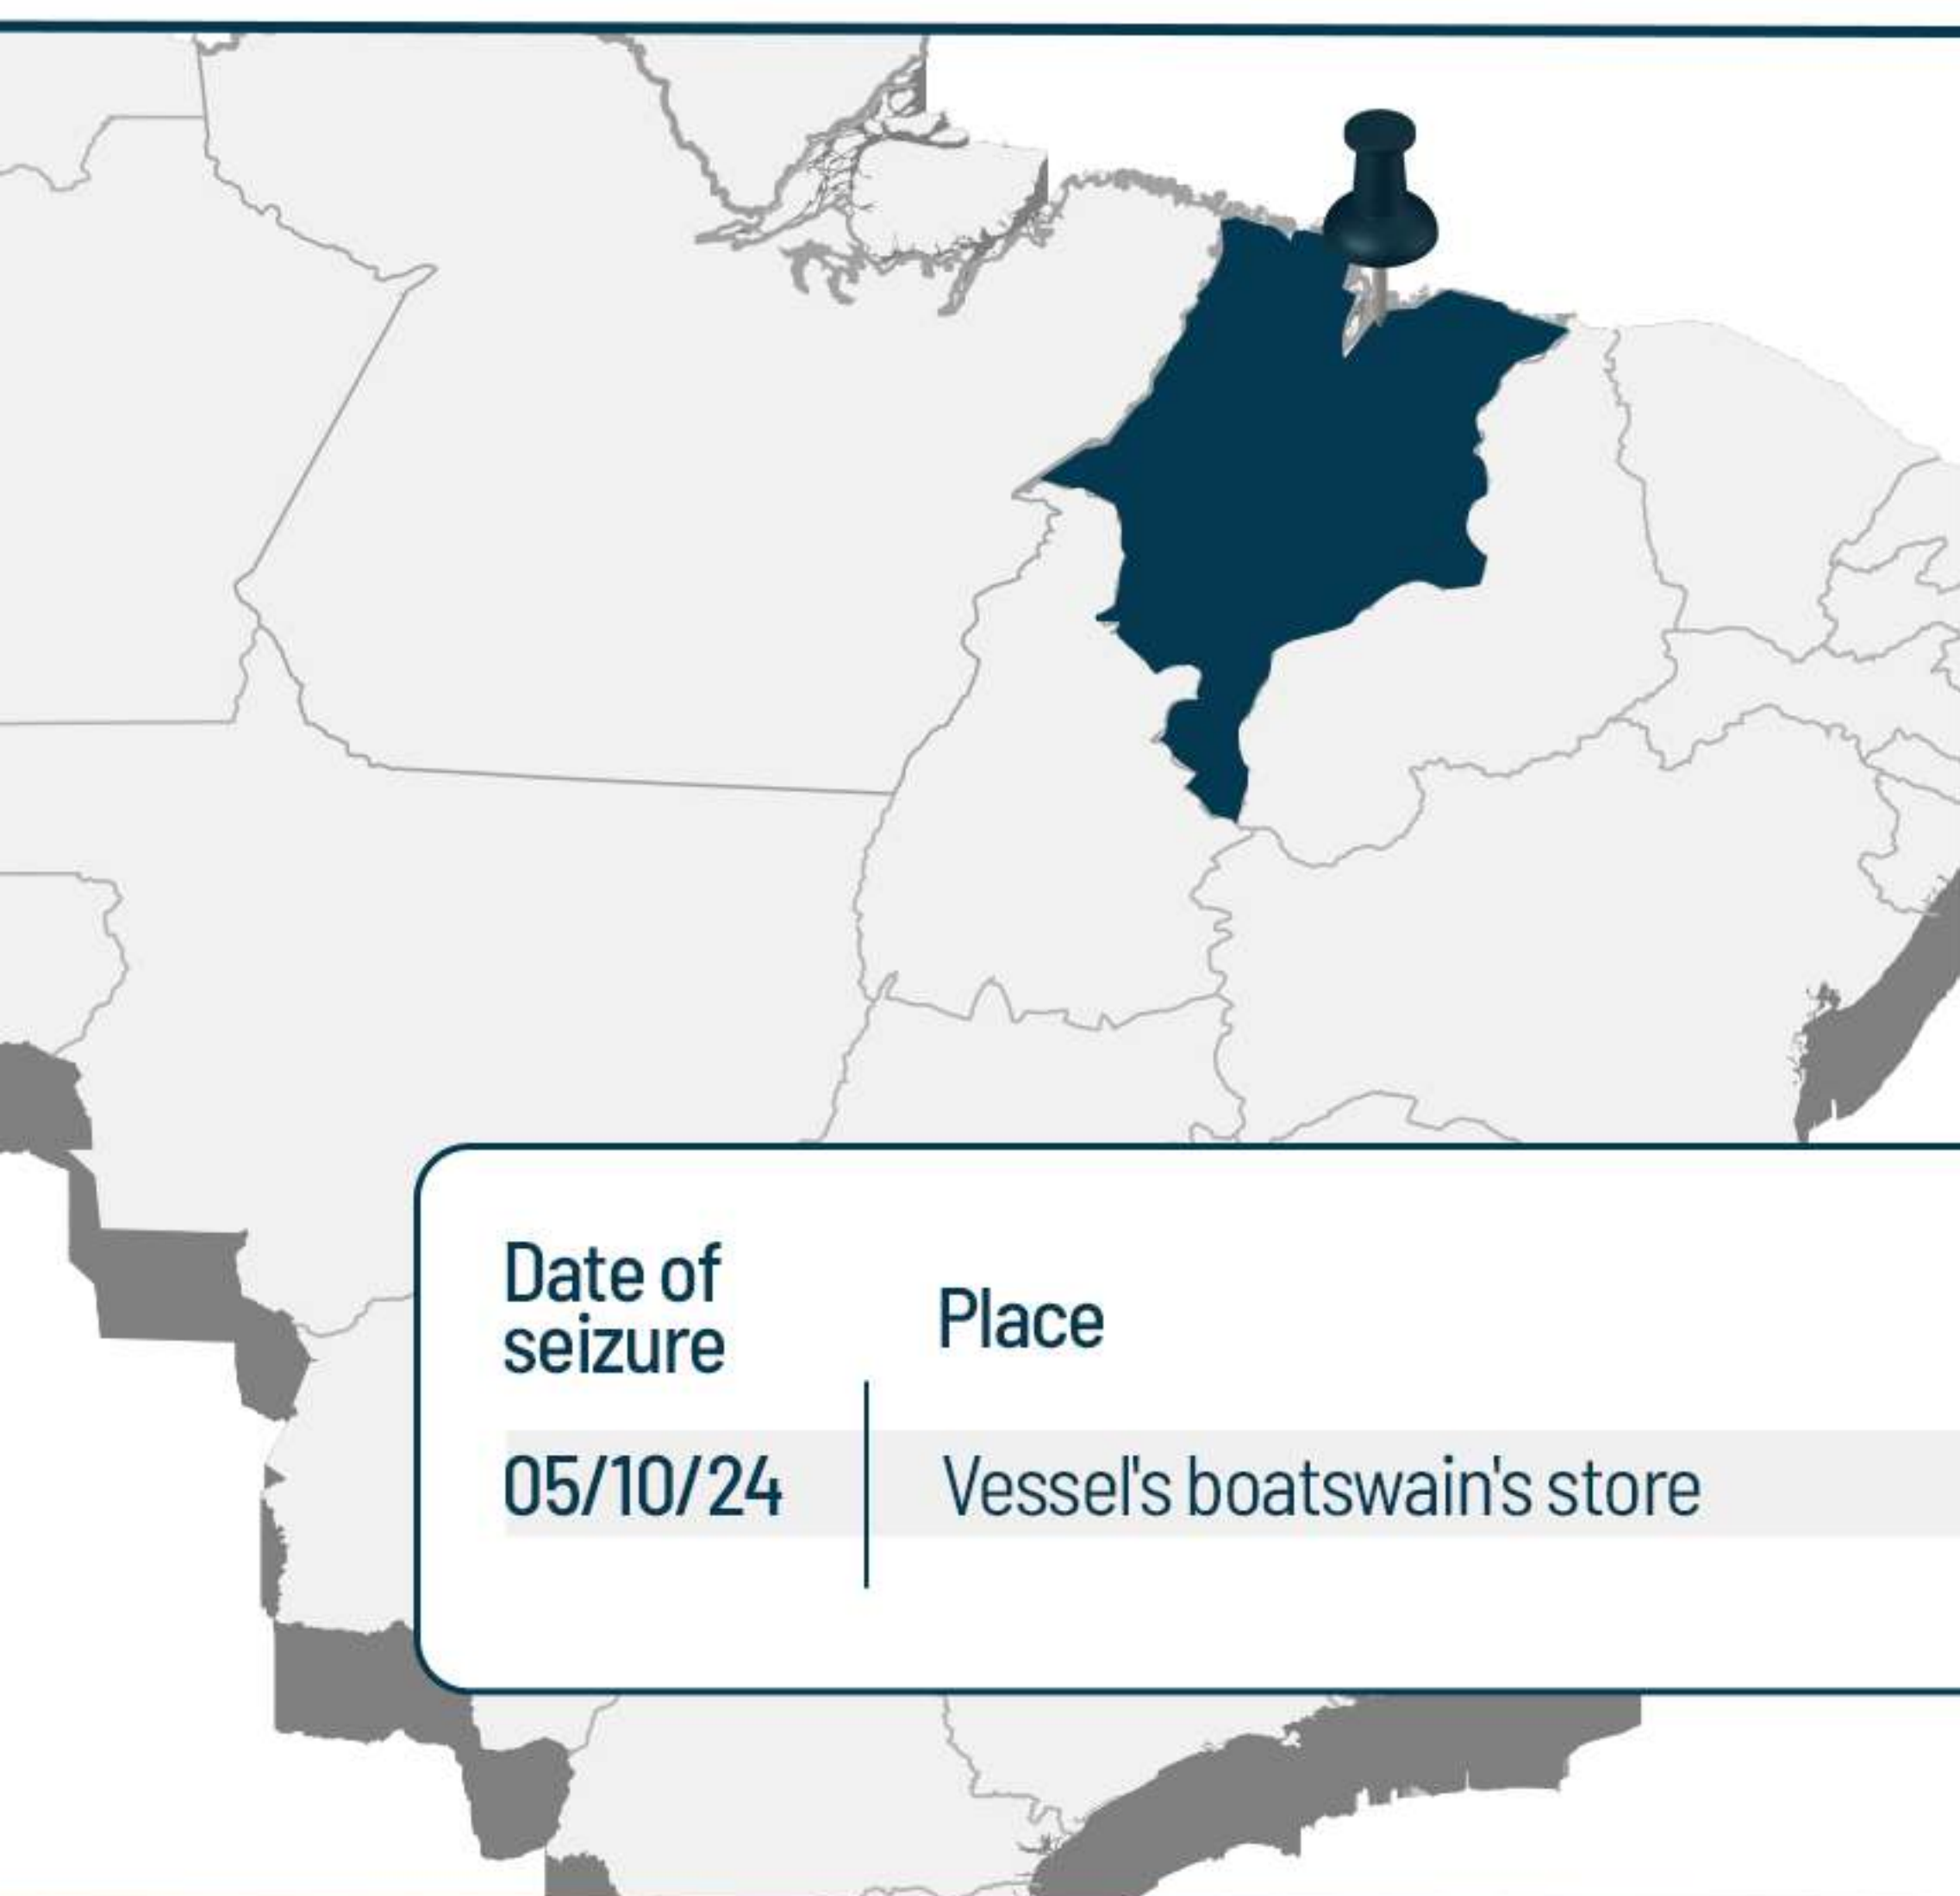 Date of
seizure
Place
05/10/24
Vessel's boatswain's store